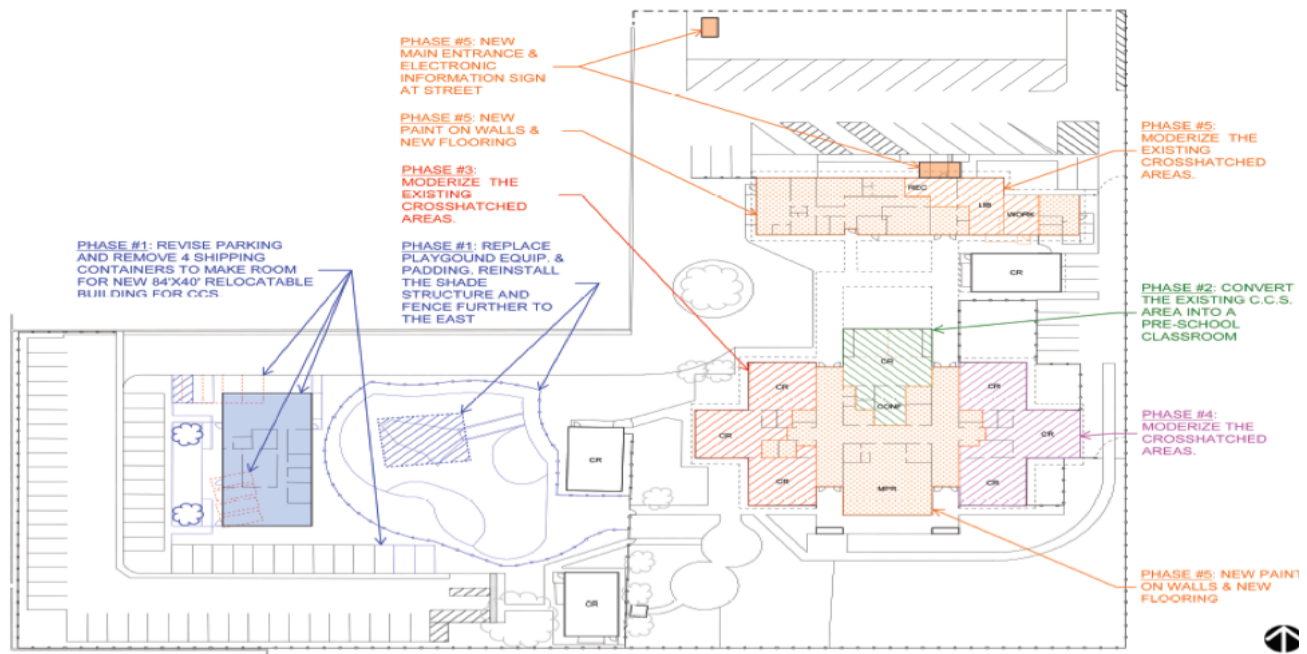 PHASE #5: NEW
MAIN ENTRANCE &
ELECTRONIC
INFORMATION SIGN
AT STREET
PHASE #5: NEW
PAINT ON WALLS &
NEW FLOORING
PHASE #3:
MODERIZE THE
EXISTING
CROSSHATCHED
AREAS.
PHASE #1: REVISE PARKING
AND REMOVE 4 SHIPPING
CONTAINERS TO MAKE ROOM
FOR NEW 84'X40' RELOCATABLE
BUILDING FOR CCS.
PHASE #1: REPLACE
PLAYGOUND EQUIP. &
PADDING. REINSTALL
THE SHADE
STRUCTURE AND
FENCE FURTHER TO
THE EAST
PHASE #5:
MODERIZE THE
EXISTING
CROSSHATCHED
AREAS.
REC
LIB
WORK
CR
PHASE #2: CONVERT
THE EXISTING C.C.S.
AREA INTO A
PRE-SCHOOL
CLASSROOM
CR
CONF
CR
CR
CR
CR
CR
CR
MPR
PHASE #4:
MODERIZE THE
CROSSHATCHED
AREAS.
CR
CR
PHASE #5: NEW PAINT
ON WALLS & NEW
FLOORING